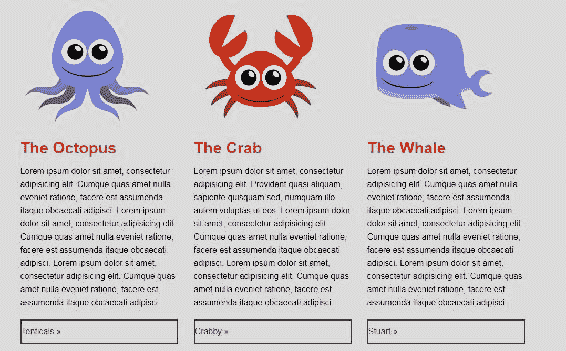 The Octopus
Lorem ipsum dolor sit amet, consectetur
adipisicing elit. Cumque quas amet nulla
eveniet ratione, facere est assumenda
itaque obcaecati adipisci. Lorem ipsum
dolor sit amet, consectetur adipisicing elit.
Cumque quas amet nulla eveniet ratione,
facere est assumenda itaque obcaecati
adipisci. Lorem ipsum dolor sit amet,
consectetur adipisicing elit. Cumque quas
amet nulla eveniet ratione, facere est
assumenda itaque obcaecati adipisci.
Tenticals »
The Crab
Lorem ipsum dolor sit amet, consectetur
adipisicing elit. Provident quasi aliquam,
sapiente quisquam sed, numquam illo
autem voluptas ut eos. Lorem ipsum dolor
sit amet, consectetur adipisicing elit.
Cumque quas amet nulla eveniet ratione,
facere est assumenda itaque obcaecati
adipisci. Lorem ipsum dolor sit amet,
consectetur adipisicing elit. Cumque quas
amet nulla eveniet ratione, facere est
assumenda itaque obcaecati adipisci.
Crabby »
The Whale
Lorem ipsum dolor sit amet, consectetur
adipisicing elit. Cumque quas amet nulla
eveniet ratione, facere est assumenda
itaque obcaecati adipisci. Lorem ipsum
dolor sit amet, consectetur adipisicing elit.
Cumque quas amet nulla eveniet ratione,
facere est assumenda itaque obcaecati
adipisci. Lorem ipsum dolor sit amet,
consectetur adipisicing elit. Cumque quas
amet nulla eveniet ratione, facere est
assumenda itaque obcaecati adipisci.
Stuart »